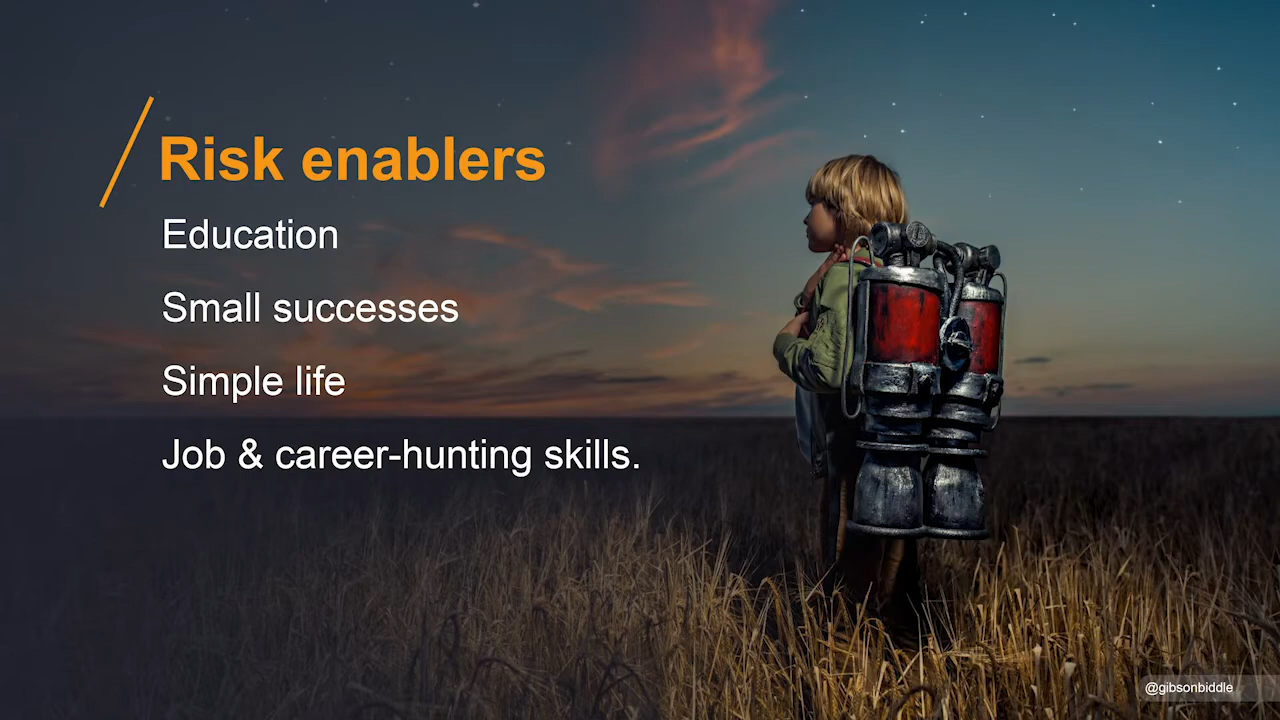 Risk enablers
Education
Small successes
Simple life
Job & career-hunting skills.
@gibsonbiddle